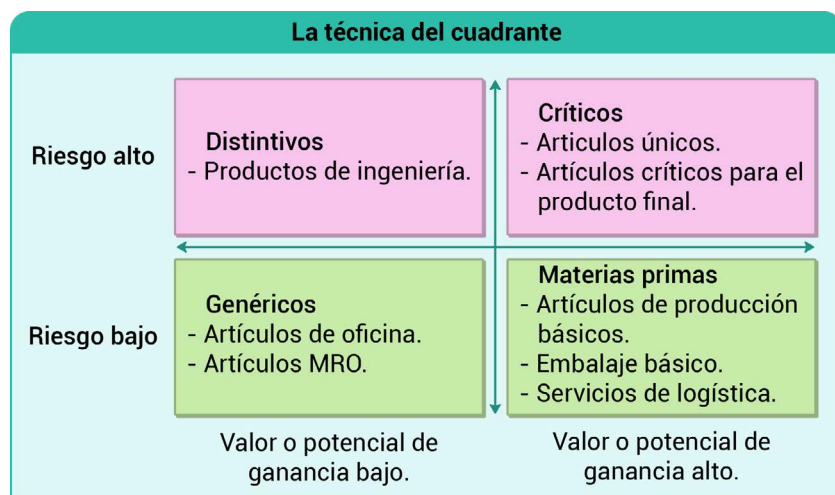 La técnica del cuadrante
Riesgo alto
Distintivos
- Productos de ingeniería.
Críticos
- Articulos únicos.
- Artículos críticos para el
producto final.
Riesgo bajo
Genéricos
- Artículos de oficina.
- Artículos MRO.
Materias primas
- Artículos de producción
básicos.
- Embalaje básico.
- Servicios de logística.
Valor o potencial de
ganancia bajo.
Valor o potencial de
ganancia alto.